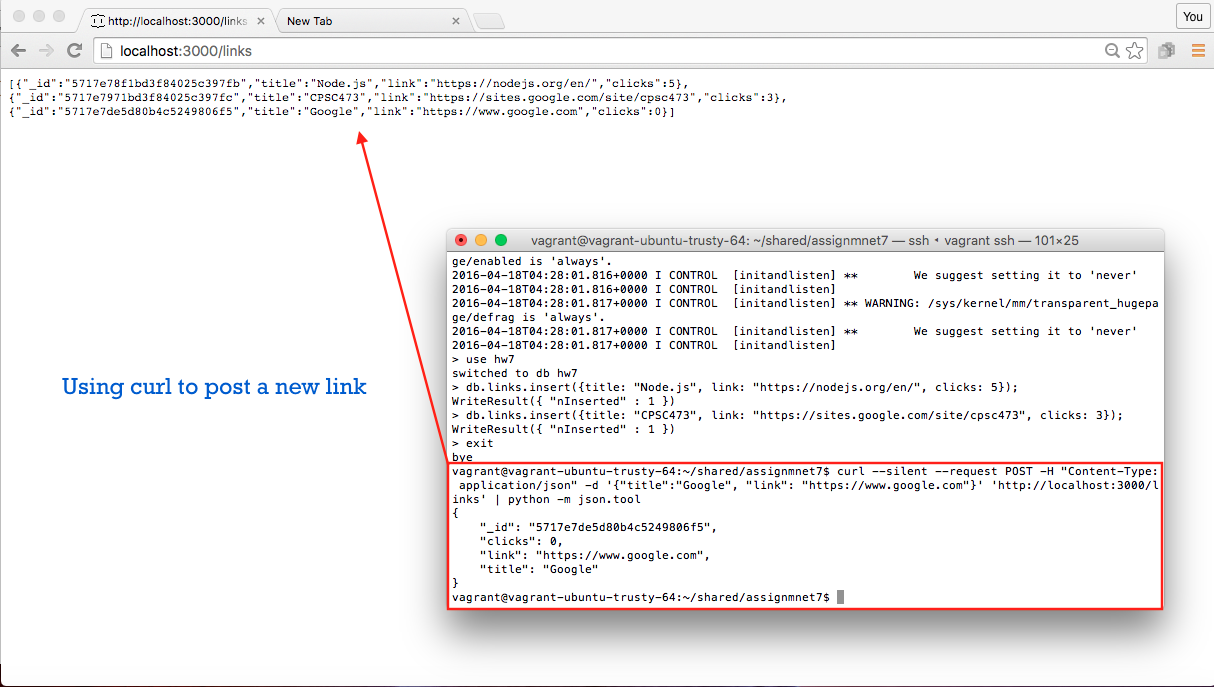 http://localhost:3000/links
New Tab
You
localhost:3000/links
[{"_id":"5717e78f1bd3f84025c397fb","title":"Node.js","link":"https://nodejs.org/en/","clicks":5},
{"_id":"5717e7971bd3f84025c397fc","title":"CPSC473","link":"https://sites.google.com/site/cpsc473","clicks":3},
{"_id":"5717e7de5d80b4c5249806f5","title":"Google","link":"https://www.google.com","clicks":0}]
vagrant@vagrant-ubuntu-trusty-64: ~/shared/assignmnet7 — ssh • vagrant ssh — 101×25
ge/enabled is 'always'.
2016-04-18T04:28:01.816+0000 I CONTROL  [initandlisten] **        We suggest setting it to 'never'
2016-04-18T04:28:01.816+0000 I CONTROL  [initandlisten]
2016-04-18T04:28:01.817+0000 I CONTROL  [initandlisten] ** WARNING: /sys/kernel/mm/transparent_hugepa
ge/defrag is 'always'.
2016-04-18T04:28:01.817+0000 I CONTROL  [initandlisten] **        We suggest setting it to 'never'
2016-04-18T04:28:01.817+0000 I CONTROL  [initandlisten]
> use hw7
switched to db hw7
> db.links.insert({title: "Node.js", link: "https://nodejs.org/en/", clicks: 5});
WriteResult({ "nInserted" : 1 })
> db.links.insert({title: "CPSC473", link: "https://sites.google.com/site/cpsc473", clicks: 3});
WriteResult({ "nInserted" : 1 })
> exit
bye
Using curl to post a new link
vagrant@vagrant-ubuntu-trusty-64:~/shared/assignmnet7$ curl --silent --request POST -H "Content-Type:
 application/json" -d '{"title":"Google", "link": "https://www.google.com"}' 'http://localhost:3000/l
inks' | python -m json.tool
{
    "_id": "5717e7de5d80b4c5249806f5",
    "clicks": 0,
    "link": "https://www.google.com",
    "title": "Google"
}
vagrant@vagrant-ubuntu-trusty-64:~/shared/assignmnet7$